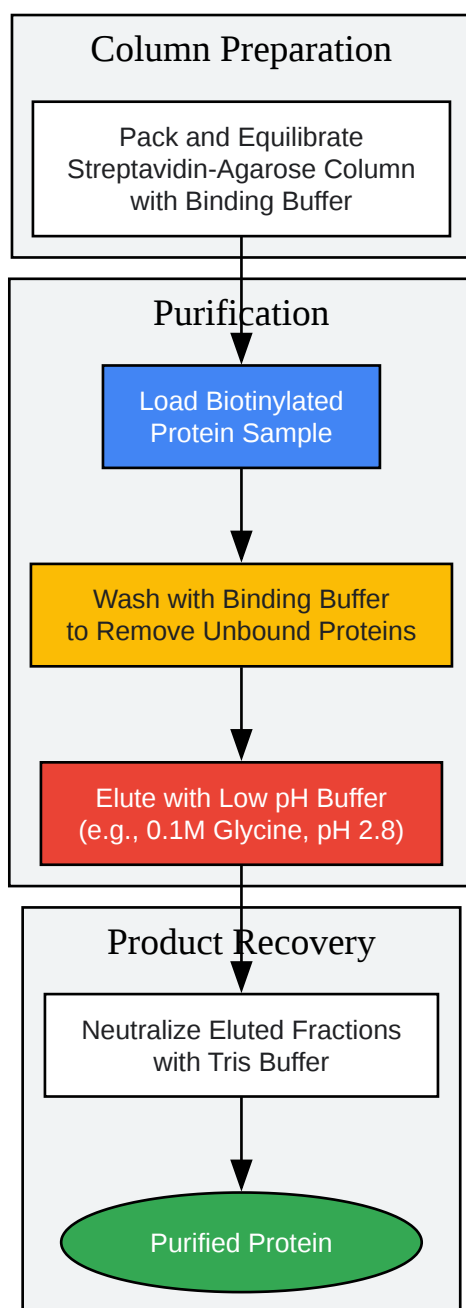 Column Preparation
Pack and Equilibrate
Streptavidin-Agarose Column
with Binding Buffer
Purification
Load Biotinylated
Protein Sample
Wash with Binding Buffer
to Remove Unbound Proteins
Elute with Low pH Buffer
(e.g., 0.1M Glycine, pH 2.8)
Product Recovery
Neutralize Eluted Fractions
with Tris Buffer
Purified Protein